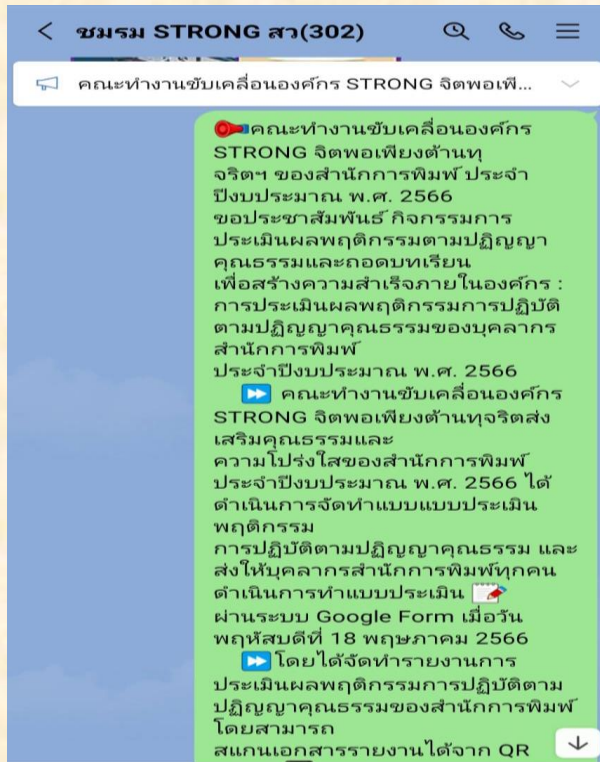 ชมรม STRONG สว(302)
คณะทำงานขับเคลื่อนองค์กร STRONG จิตพอเพี...
คณะทำงานขับเคลื่อนองค์กร
STRONG จิตพอเพียงต้านทุ
จริตฯ ของสำนักการพิมพ์ ประจำ
ปีงบประมาณ พ.ศ. 2566
ขอประชาสัมพันธ์ กิจกรรมการ
ประเมินผลพฤติกรรมตามปฏิญญา
คุณธรรมและถอดบทเรียน
เพื่อสร้างความสำเร็จภายในองค์กร :
การประเมินผลพฤติกรรมการปฏิบัติ
ตามปฏิญญาคุณธรรมของบุคลากร
สำนักการพิมพ์
ประจำปีงบประมาณ พ.ศ. 2566
คณะทำงานขับเคลื่อนองค์กร
STRONG จิตพอเพียงต้านทุจริตส่ง
เสริมคุณธรรมและ
ความโปร่งใสของสำนักการพิมพ์
ประจำปีงบประมาณ พ.ศ. 2566 ได้
ดำเนินการจัดทำแบบแบบประเมิน
พฤติกรรม
การปฏิบัติตามปฏิญญาคุณธรรม และ
ส่งให้บุคลากรสำนักการพิมพ์ทุกคน
ดำเนินการทำแบบประเมิน
ผ่านระบบ Google Form เมื่อวัน
พฤหัสบดีที่ 18 พฤษภาคม 2566
โดยได้จัดทำรายงานการ
ประเมินผลพฤติกรรมการปฏิบัติตาม
ปฏิญญาคุณธรรมของสำนักการพิมพ์
โดยสามารถ
สแกนเอกสารรายงานได้จาก QR